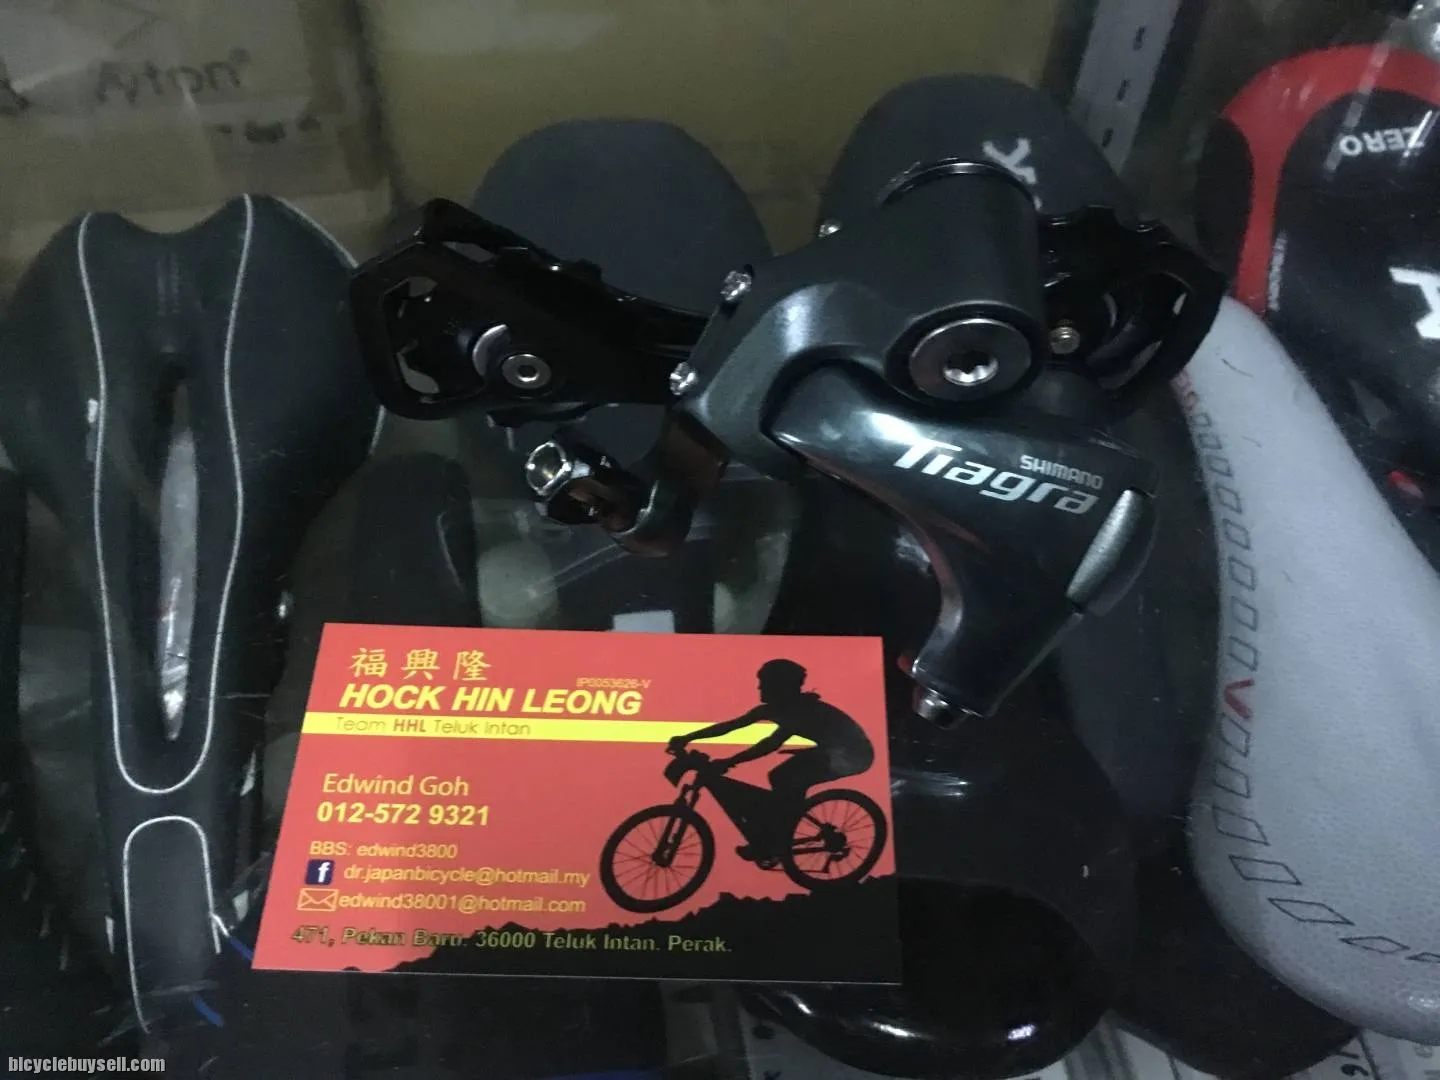 ZERO
SHIMANO
Tiagra
福興隆
IP0053626-V
HOCK HIN LEONG
Team HHL Teluk Intan
Edwind Goh
012-572 9321
BBS: edwind3800
f dr.japanbicycle@hotmail.my
edwind38001@hotmail.com
471, Pekan Baru. 36000 Teluk Intan. Perak.
bicyclebuysell.com